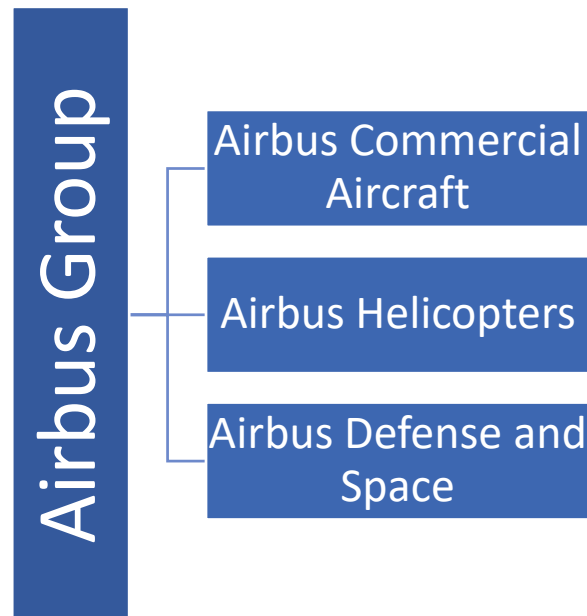 Airbus Group
Airbus Commercial
Aircraft
Airbus Helicopters
Airbus Defense and
Space